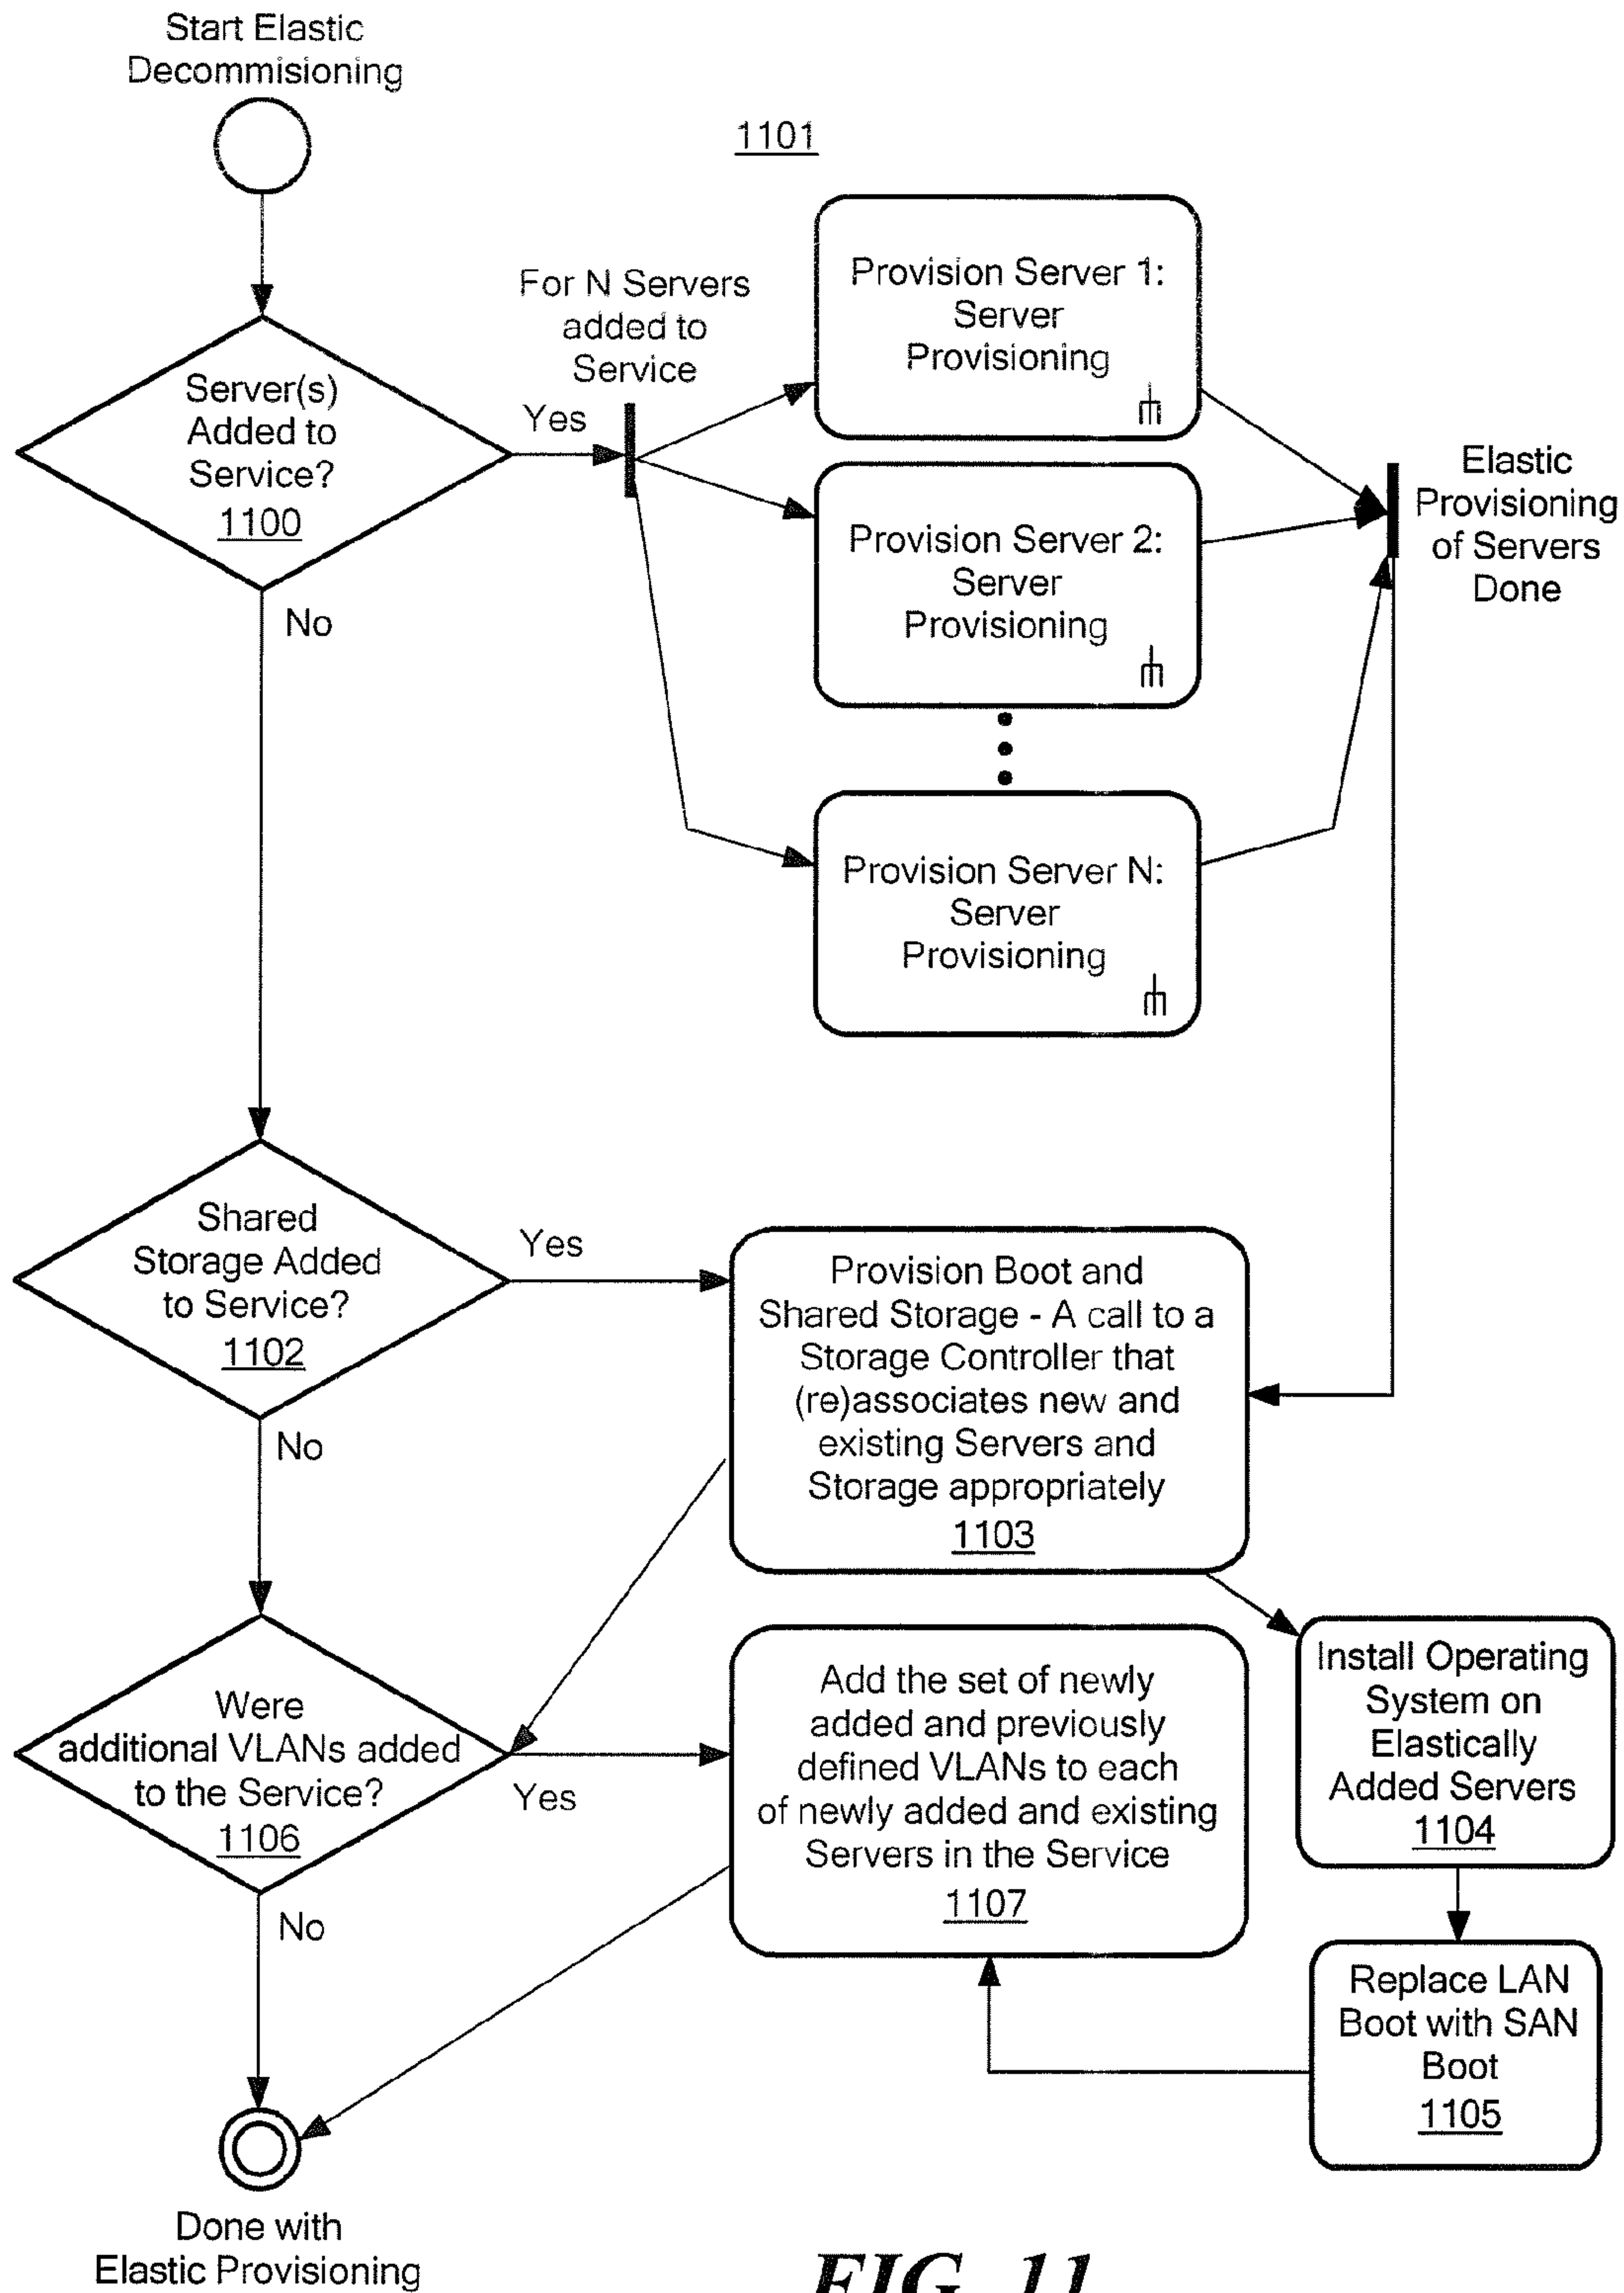 Start Elastic
Decommisioning
1101
Server(s)
Added to
Service?
1100
Yes
No
For N Servers
added to
Service
Provision Server 1:
Server
Provisioning
Provision Server 2:
Server
Provisioning
Provision Server N:
Server
Provisioning
Elastic
Provisioning
of Servers
Done
Shared
Storage Added
to Service?
1102
Yes
No
Provision Boot and
Shared Storage - A call to a
Storage Controller that
(re)associates new and
existing Servers and
Storage appropriately
1103
Install Operating
System on
Elastically
Added Servers
1104
Replace LAN
Boot with SAN
Boot
1105
Were
additional VLANs added
to the Service?
1106
Yes
No
Add the set of newly
added and previously
defined VLANs to each
of newly added and existing
Servers in the Service
1107
Done with
Elastic Provisioning
FIG. 11